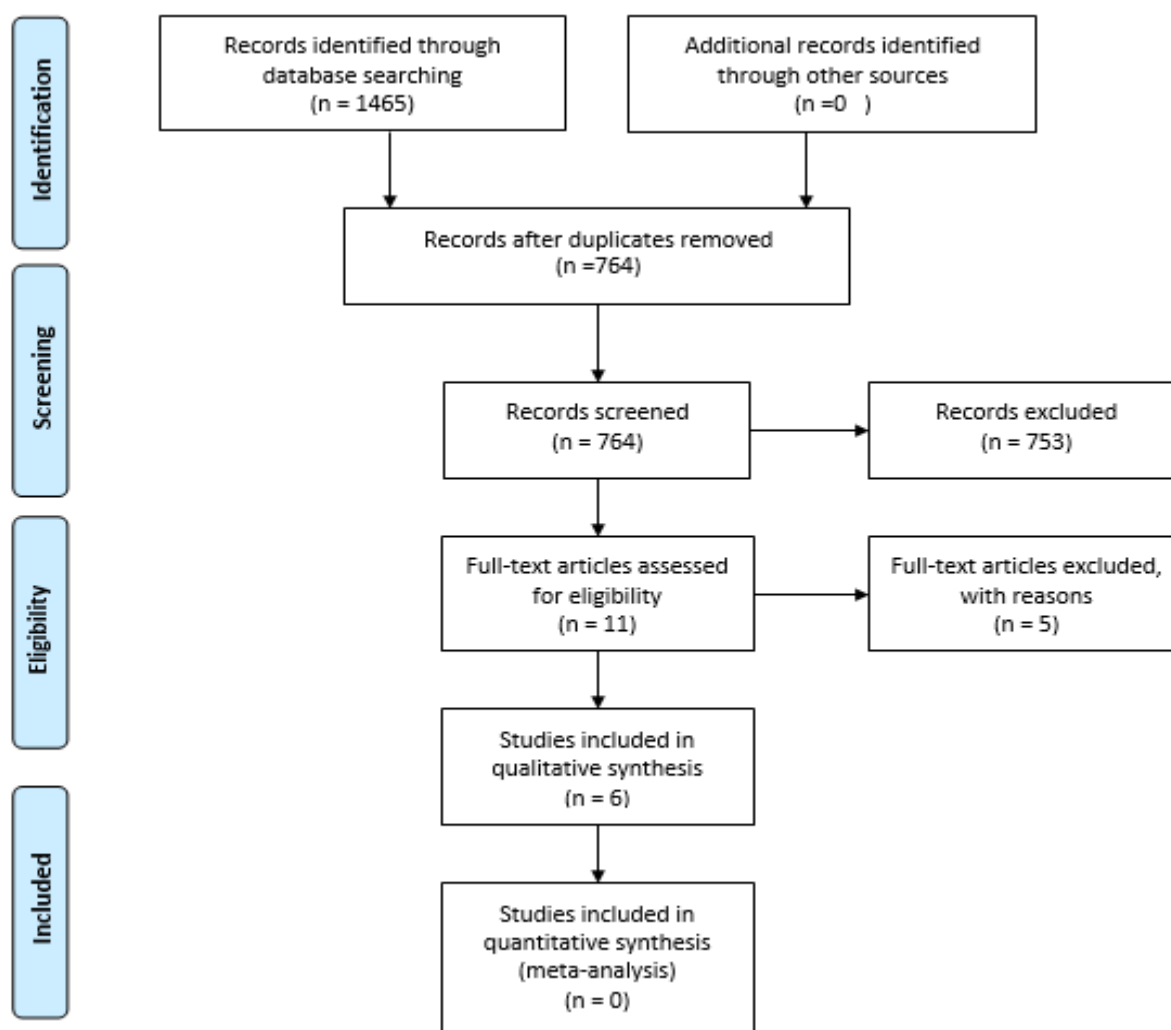 Identification
Records identified through
database searching
(n = 1465)
Additional records identified
through other sources
(n =0   )
Records after duplicates removed
(n =764)
Screening
Records screened
(n = 764)
Records excluded
(n = 753)
Eligibility
Full-text articles assessed
for eligibility
(n = 11)
Full-text articles excluded,
with reasons
(n = 5)
Studies included in
qualitative synthesis
(n = 6)
Included
Studies included in
quantitative synthesis
(meta-analysis)
(n = 0)